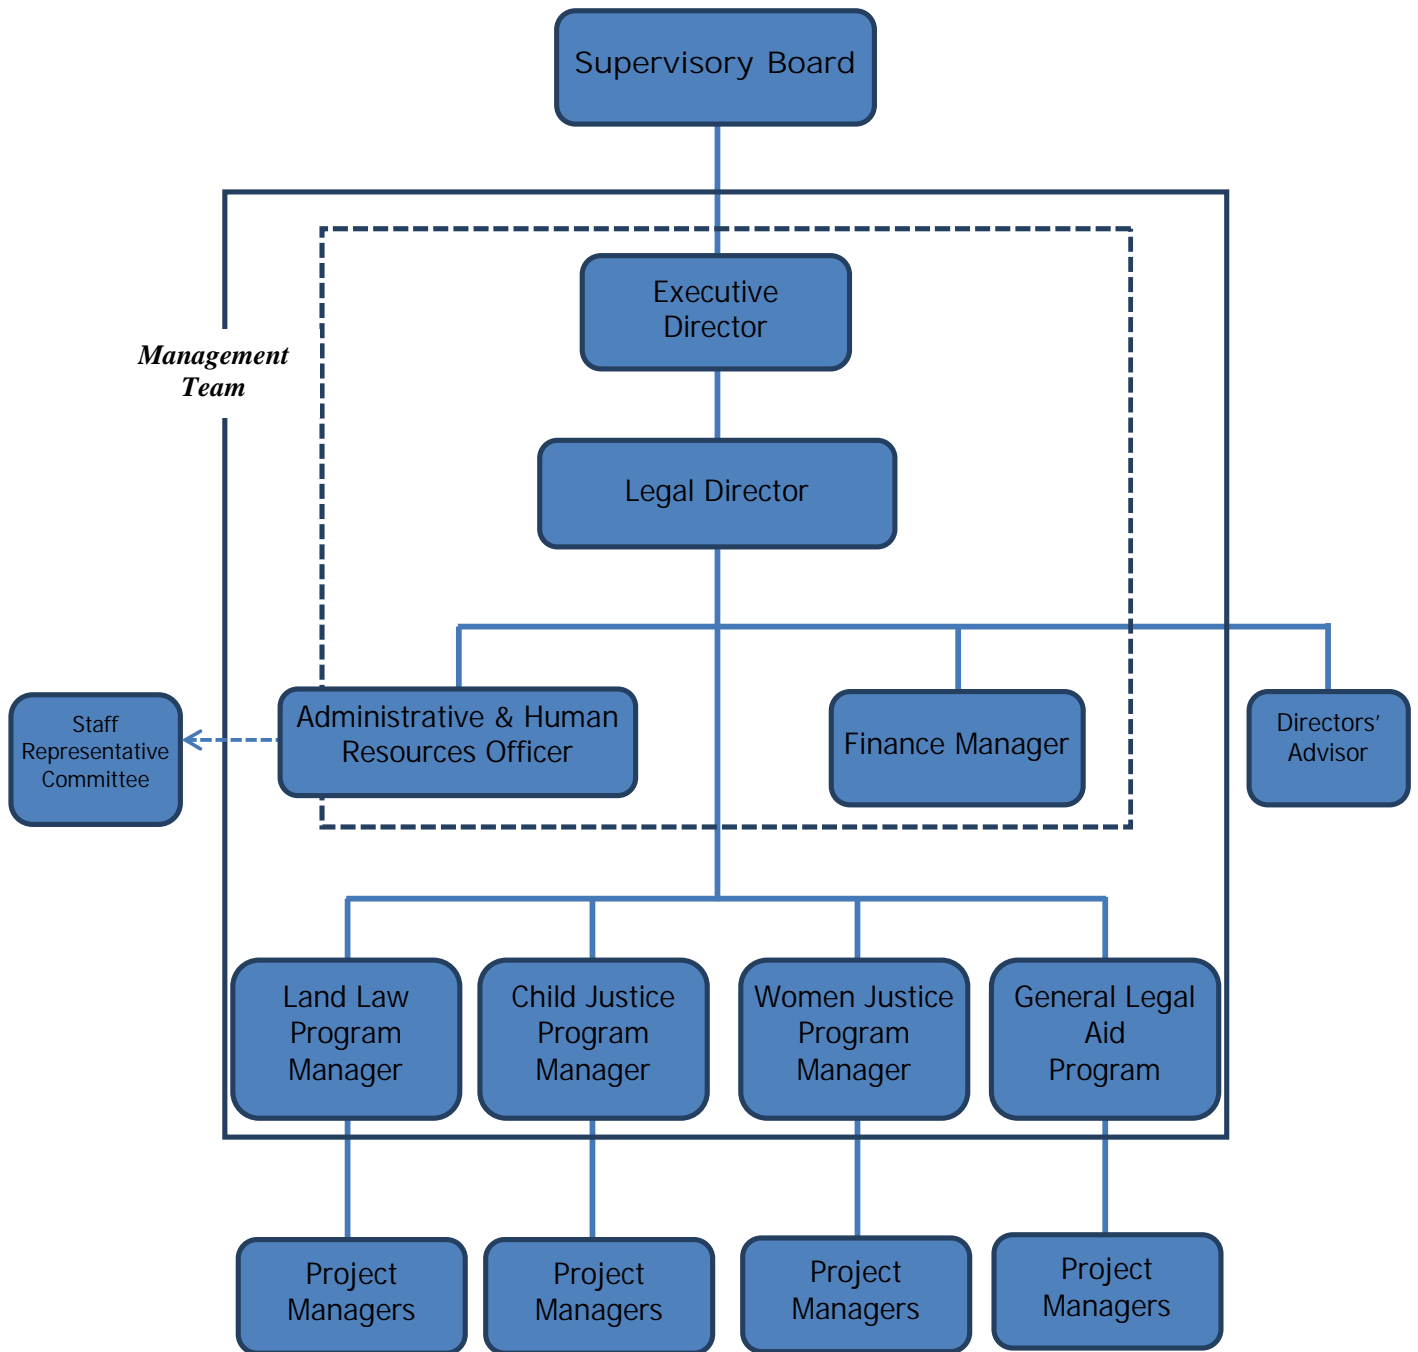 Supervisory Board
Executive
Director
Management
Team
Legal Director
Staff
Representative
Committee
Administrative & Human
Resources Officer
Finance Manager
Directors’
Advisor
Land Law
Program
Manager
Child Justice
Program
Manager
Women Justice
Program
Manager
General Legal
Aid
Program
Project
Managers
Project
Managers
Project
Managers
Project
Managers